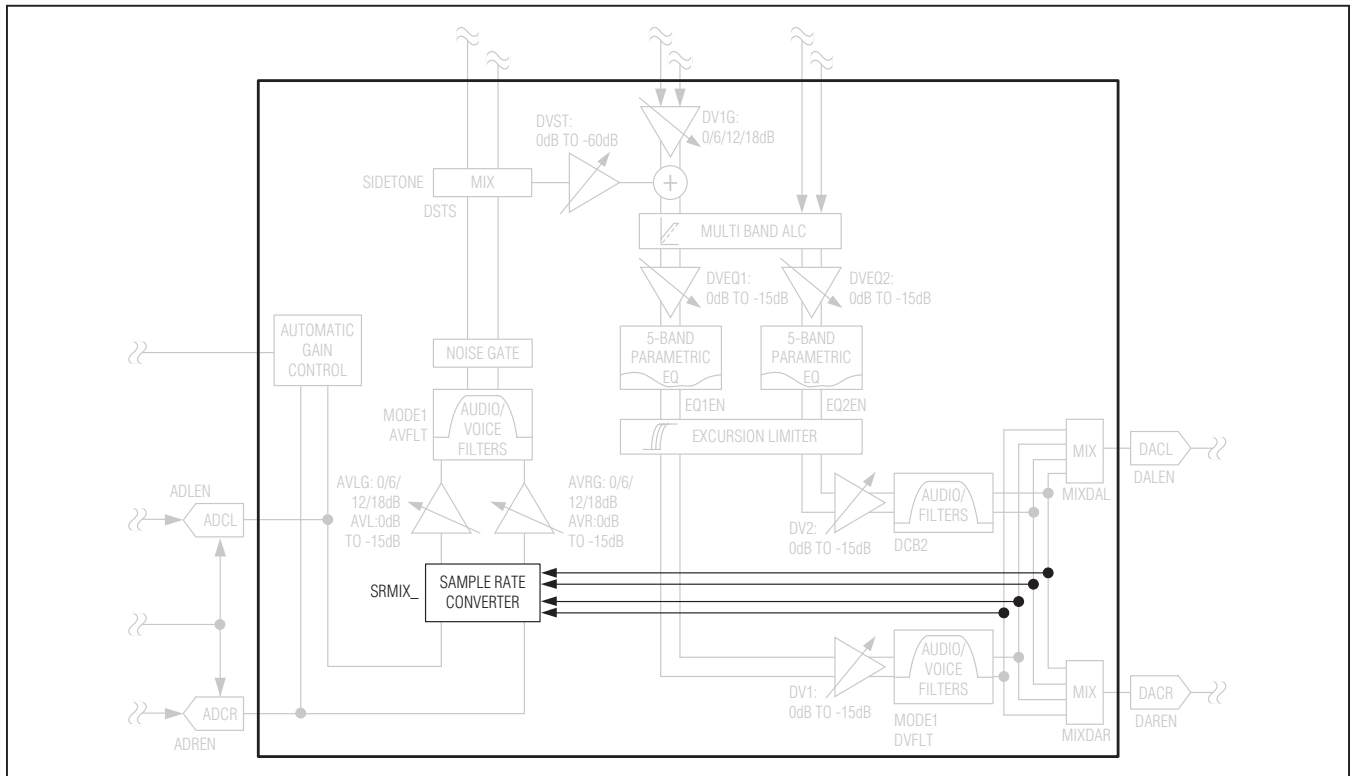 DVST:
0dB TO -60dB
DV1G:
0/6/12/18dB
SIDETONE
MIX
DSTS
+
MULTI BAND ALC
DVEQ1:
0dB TO -15dB
DVEQ2:
0dB TO -15dB
AUTOMATIC
GAIN
CONTROL
NOISE GATE
5-BAND
PARAMETRIC
EQ
5-BAND
PARAMETRIC
EQ
EQ1EN
EQ2EN
MODE1
AVFLT
AUDIO/
VOICE
FILTERS
EXCURSION LIMITER
AVLG: 0/6/
12/18dB
AVL:0dB
TO -15dB
AVRG: 0/6/
12/18dB
AVR:0dB
TO -15dB
ADLEN
ADCL
DV2:
0dB TO -15dB
AUDIO/
FILTERS
DCB2
MIX
MIXDAL
DACL
DALEN
SRMIX_
SAMPLE RATE
CONVERTER
ADCR
ADREN
DV1:
0dB TO -15dB
AUDIO/
VOICE
FILTERS
MODE1
DVFLT
MIX
MIXDAR
DACR
DAREN